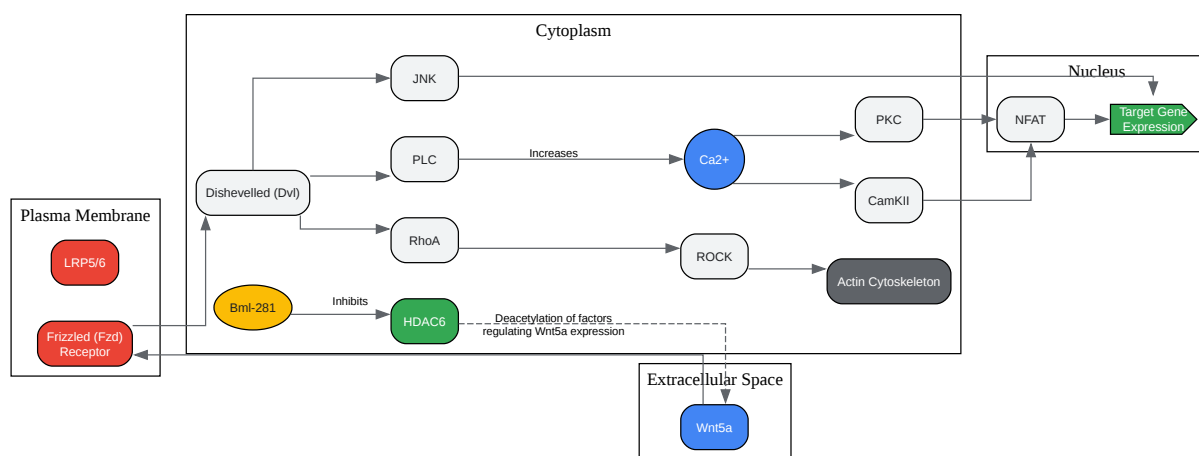 Cytoplasm
Nucleus
JNK
Target Gene
Expression
PKC
NFAT
PLC
Increases
Ca2+
Dishevelled (Dvl)
CamKII
Plasma Membrane
RhoA
LRP5/6
ROCK
Actin Cytoskeleton
Bml-281
Inhibits
HDAC6
Deacetylation of factors
regulating Wnt5a expression
Frizzled (Fzd)
Receptor
Extracellular Space
Wnt5a